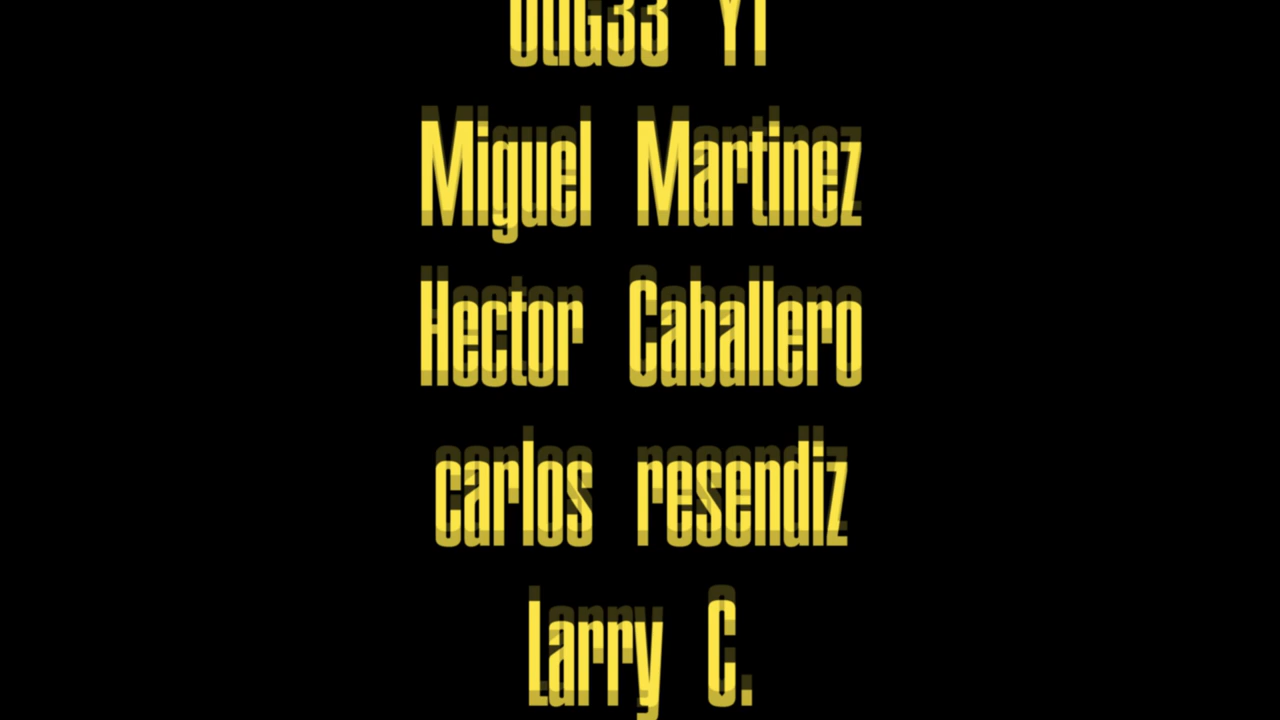 Miguel Martinez
Hector Caballero
carlos resendiz
Larry C.